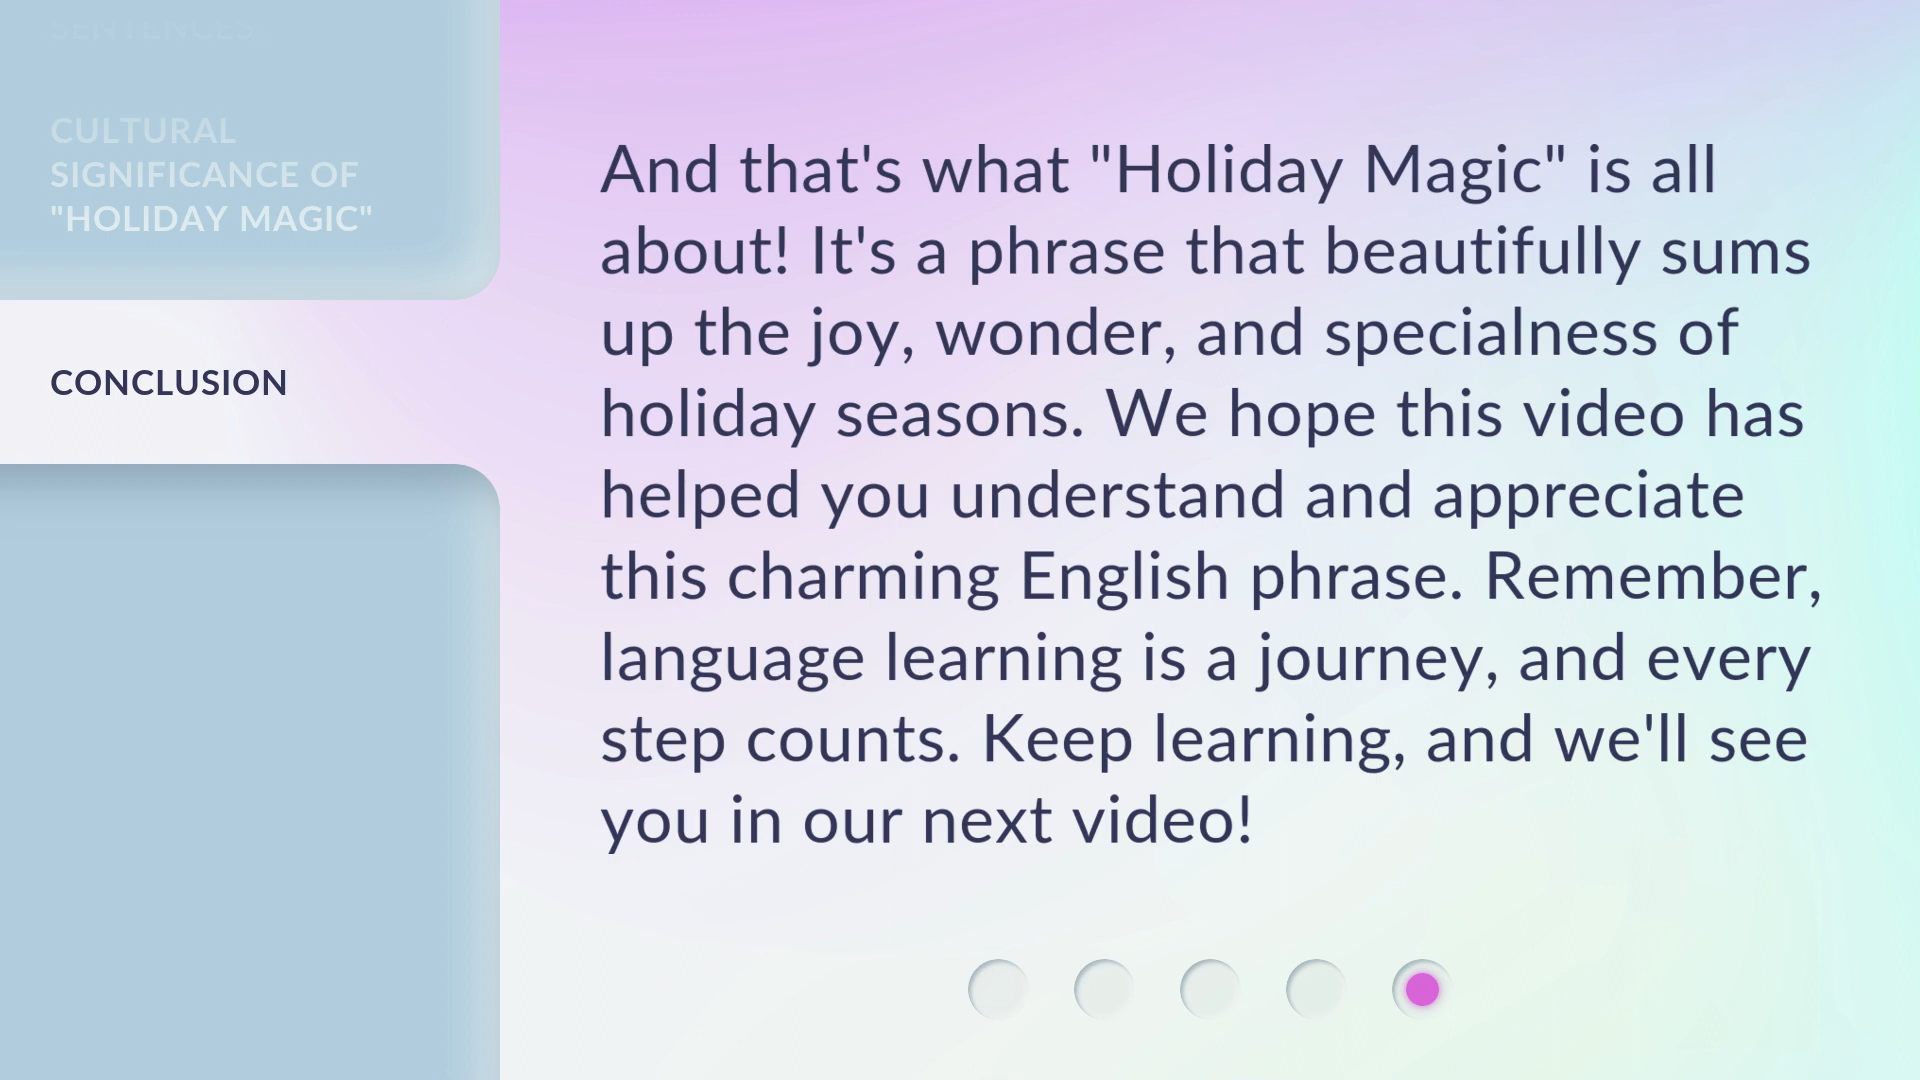 SENTENCES
CULTURAL
SIGNIFICANCE OF
"HOLIDAY MAGIC"
CONCLUSION
And that's what "Holiday Magic" is all
about! It's a phrase that beautifully sums
up the joy, wonder, and specialness of
holiday seasons. We hope this video has
helped you understand and appreciate
this charming English phrase. Remember,
language learning is a journey, and every
step counts. Keep learning, and we'll see
you in our next video!